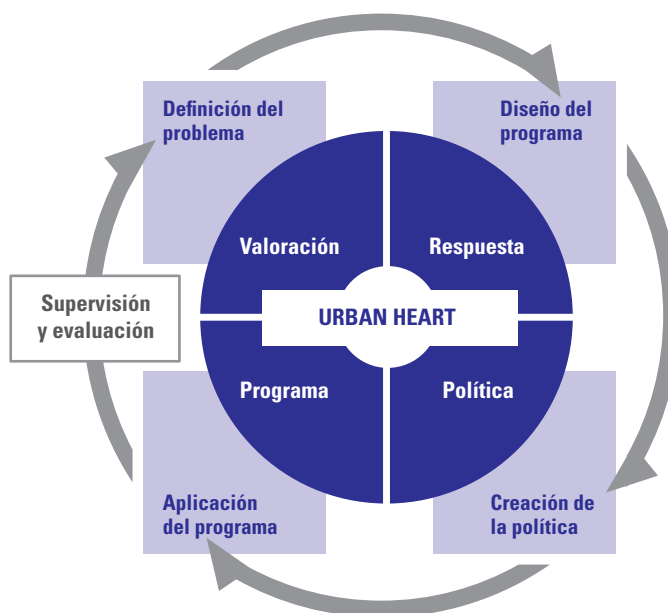 Definición del
problema
Diseño del
programa
Valoración
Respuesta
Supervisión
y evaluación
URBAN HEART
Programa
Política
Aplicación
del programa
Creación de
la política